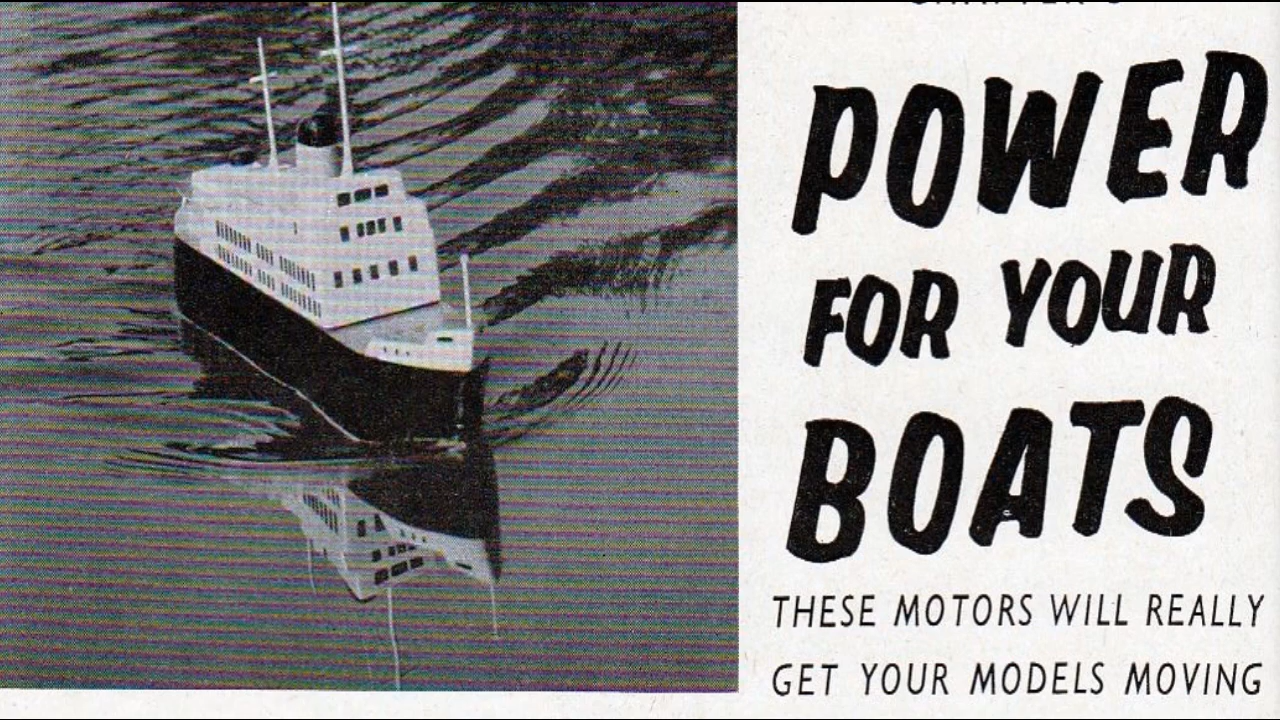 POWER
FOR YOUR
BOATS
THESE MOTORS WILL REALLY
GET YOUR MODELS MOVING